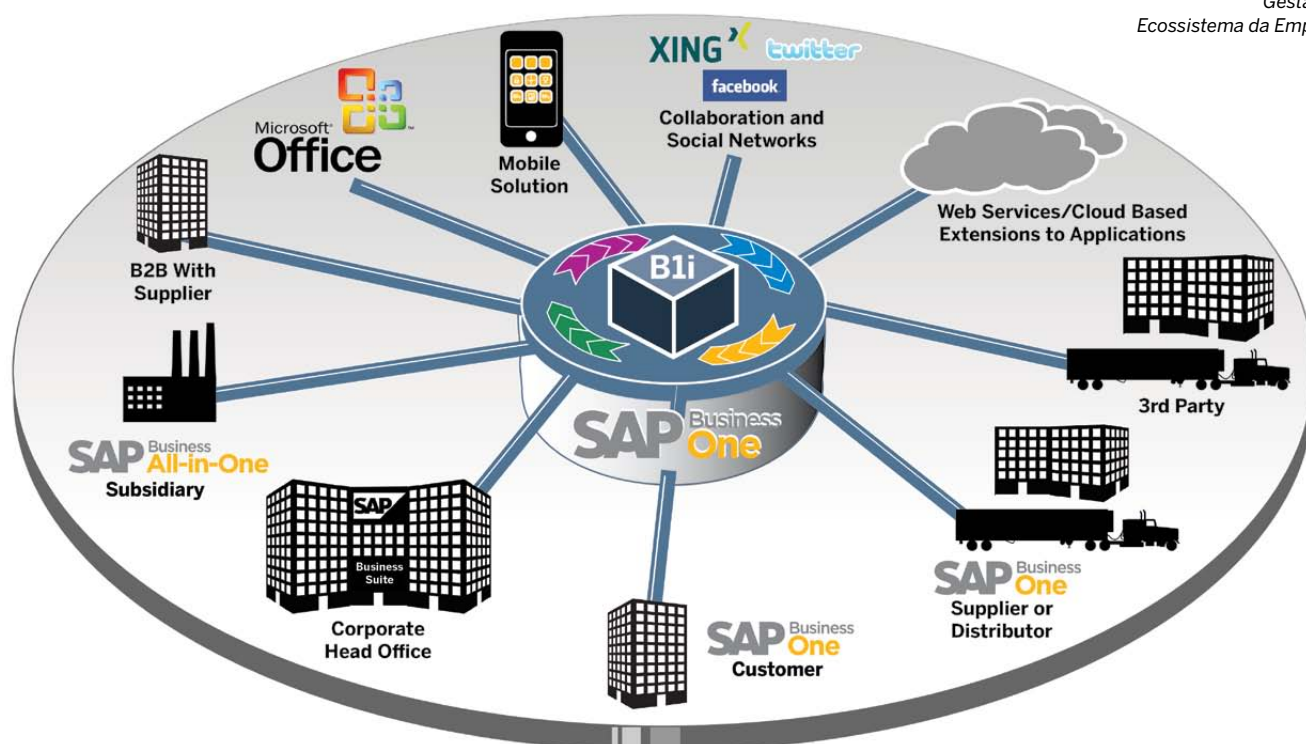 Gesta
Ecossistema da Emp
XING twitter
facebook
Collaboration and
Social Networks
Microsoft®
Office
Mobile
Solution
Web Services/Cloud Based
Extensions to Applications
B2B With
Supplier
B1i
3rd Party
SAP Business
All-in-One
Subsidiary
SAP Business
One
SAP
Business
Suite
Corporate
Head Office
SAP Business
One
Customer
SAP Business
One
Supplier or
Distributor